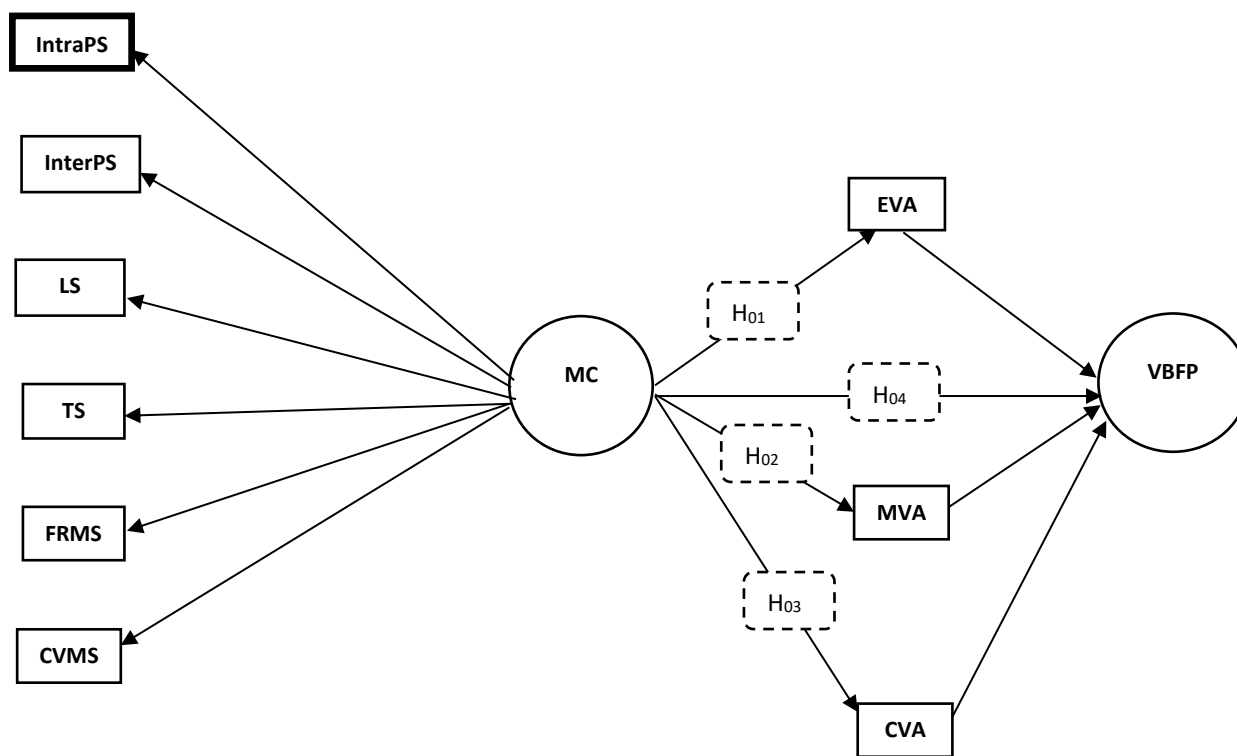 IntraPS
InterPS
LS
TS
FRMS
CVMS
MC
H01
H04
H02
H03
EVA
MVA
CVA
VBFP